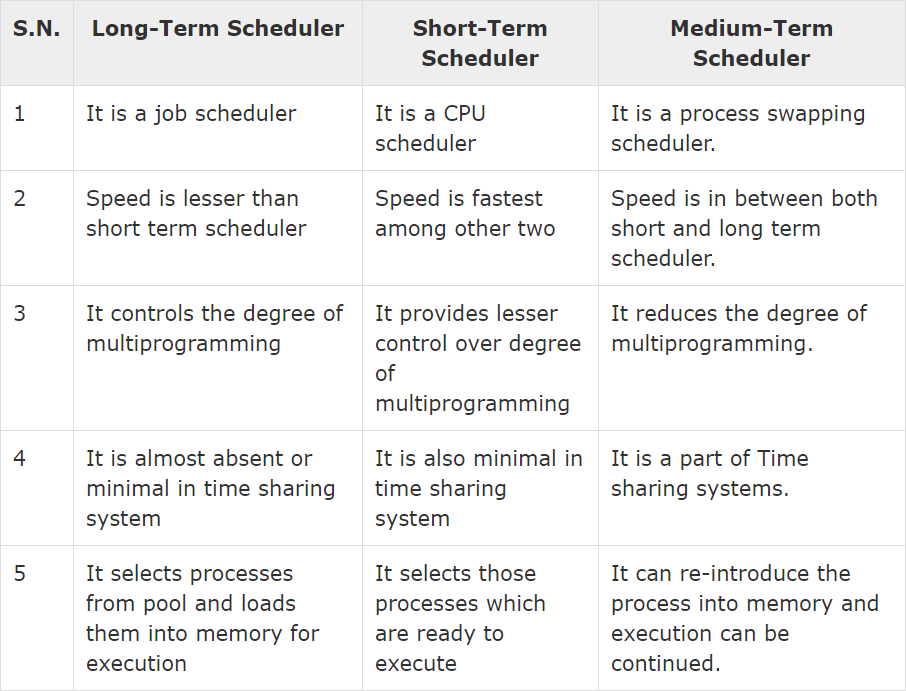 S.N.
Long-Term Scheduler
Short-Term
Scheduler
Medium-Term
Scheduler
1
It is a job scheduler
It is a CPU
scheduler
It is a process swapping
scheduler.
2
Speed is lesser than
short term scheduler
Speed is fastest
among other two
Speed is in between both
short and long term
scheduler.
3
It controls the degree of
multiprogramming
It provides lesser
control over degree
of
multiprogramming
It reduces the degree of
multiprogramming.
4
It is almost absent or
minimal in time sharing
system
It is also minimal in
time sharing
system
It is a part of Time
sharing systems.
5
It selects processes
from pool and loads
them into memory for
execution
It selects those
processes which
are ready to
execute
It can re-introduce the
process into memory and
execution can be
continued.